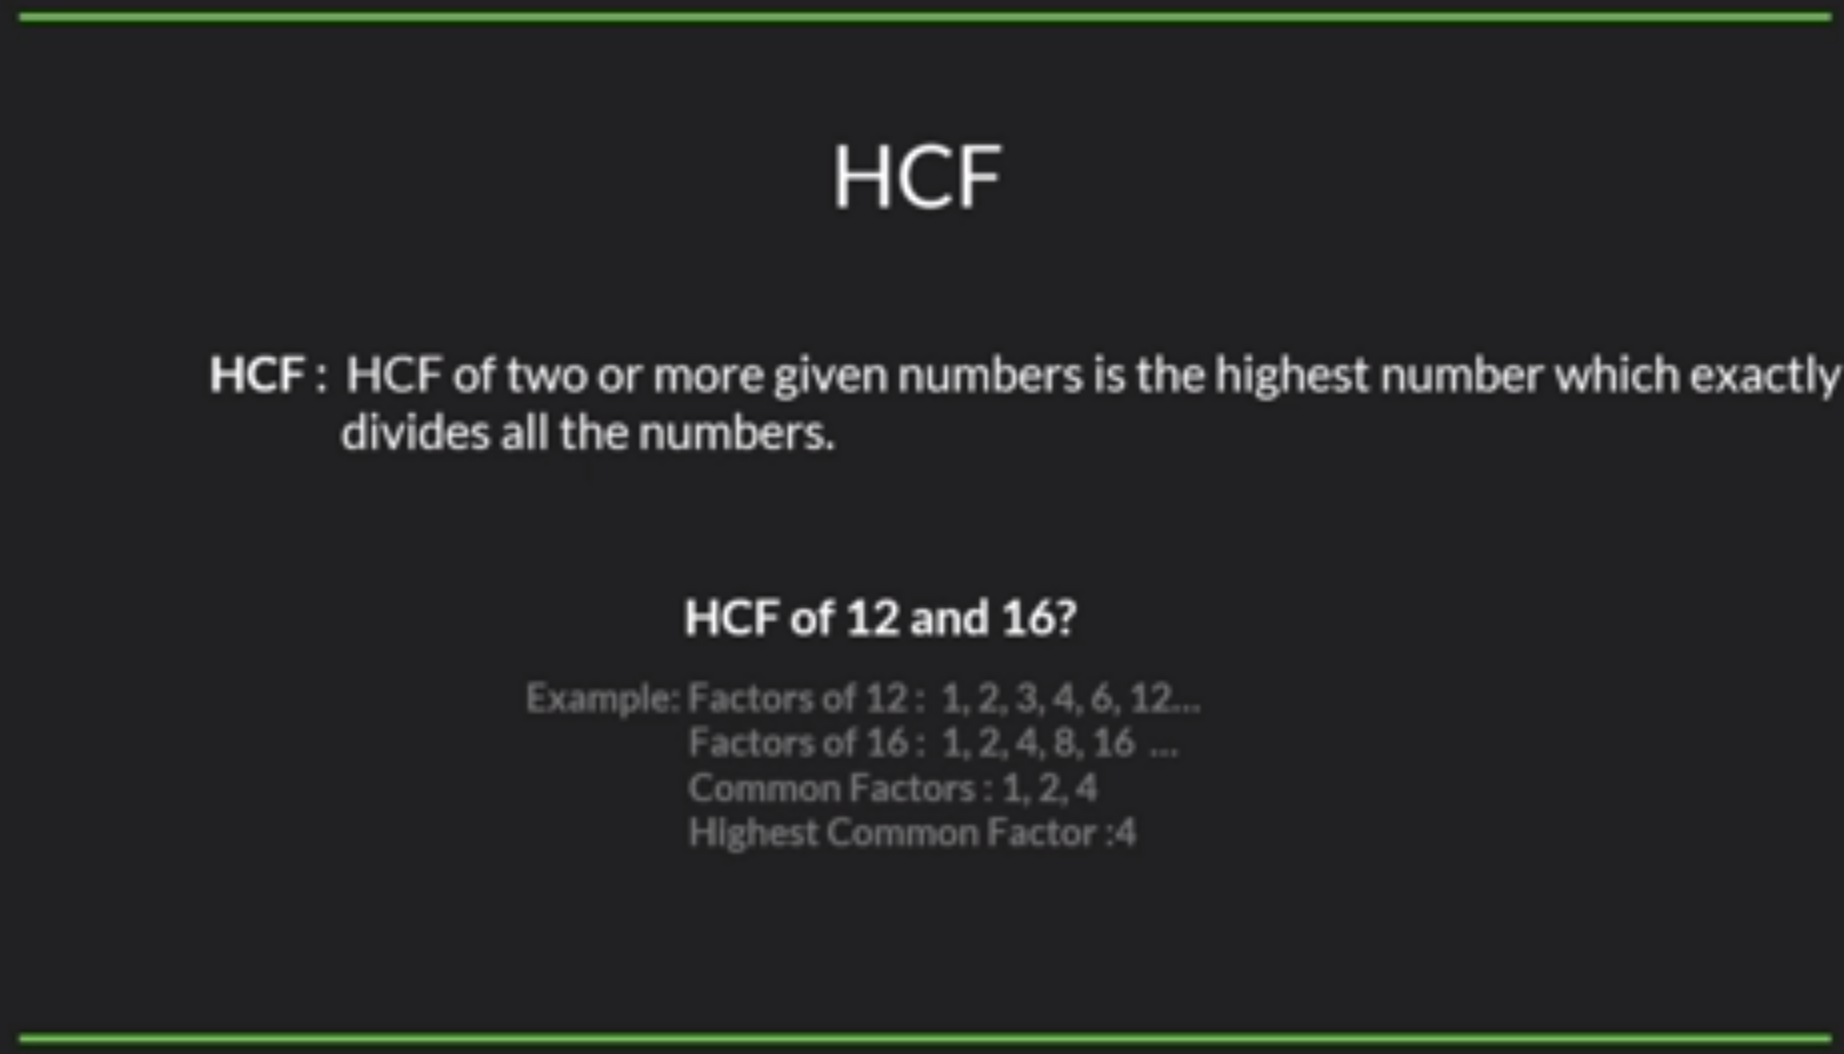 HCF
HCF : HCF of two or more given numbers is the highest number which exactly
divides all the numbers.
HCF of 12 and 16?
Example: Factors of 12 : 1, 2, 3, 4, 6, 12...
Factors of 16 : 1, 2, 4, 8, 16 ...
Common Factors : 1, 2, 4
Highest Common Factor :4